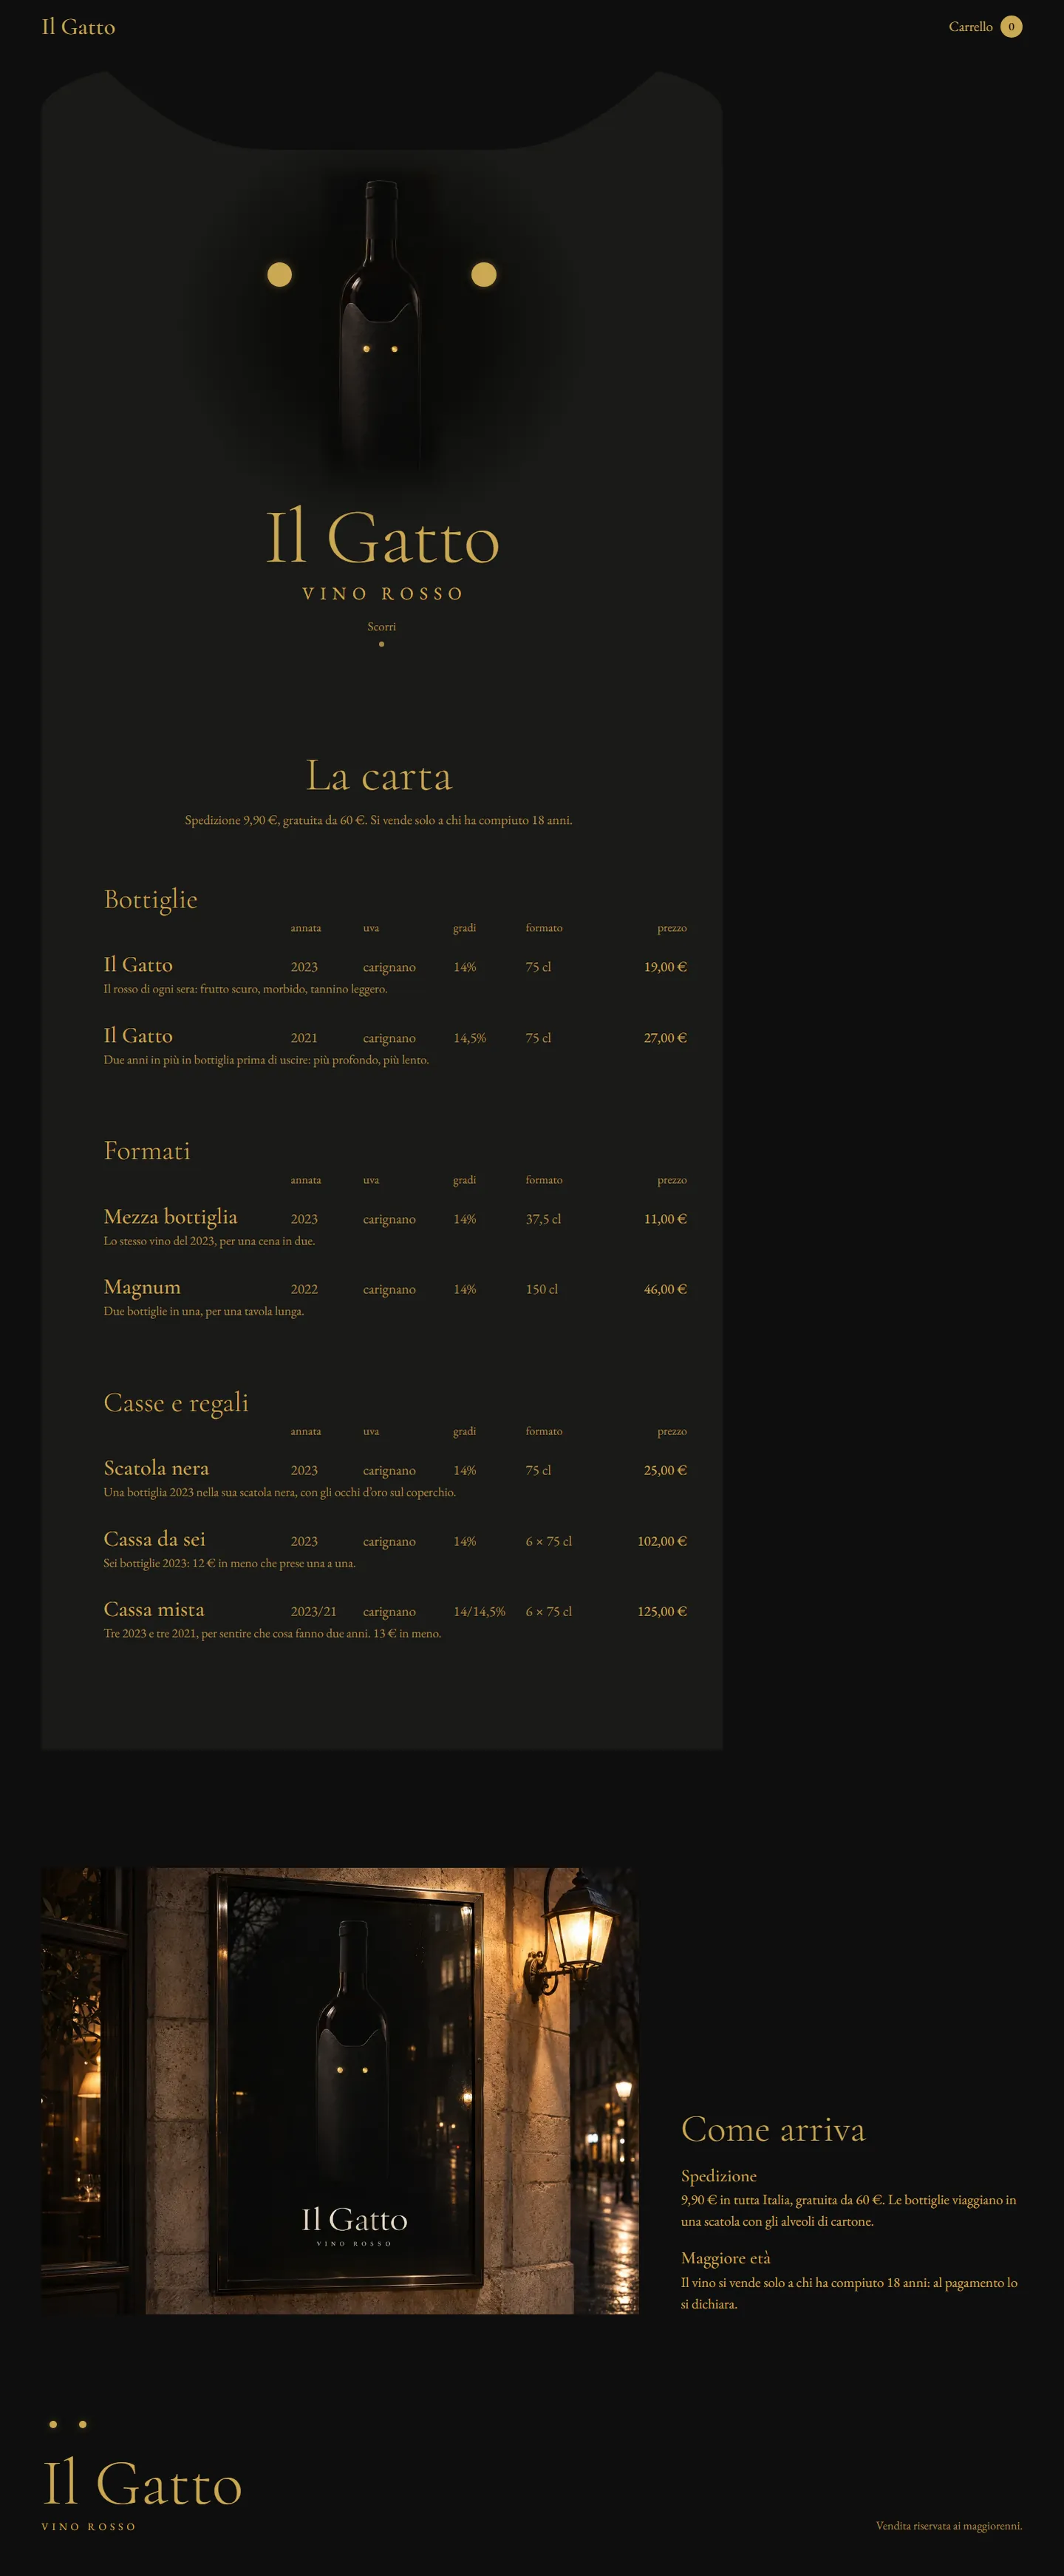 Il Gatto
Carrello 0
Il Gatto
VINO ROSSO
Scorri
La carta
Spedizione 9,90 €, gratuita da 60 €. Si vende solo a chi ha compiuto 18 anni.
Bottiglie
annata uva gradi formato prezzo
Il Gatto 2023 carignano 14% 75 cl 19,00 €
Il rosso di ogni sera: frutto scuro, morbido, tannino leggero.
Il Gatto 2021 carignano 14,5% 75 cl 27,00 €
Due anni in più in bottiglia prima di uscire: più profondo, più lento.
Formati
annata uva gradi formato prezzo
Mezza bottiglia 2023 carignano 14% 37,5 cl 11,00 €
Lo stesso vino del 2023, per una cena in due.
Magnum 2022 carignano 14% 150 cl 46,00 €
Due bottiglie in una, per una tavola lunga.
Casse e regali
annata uva gradi formato prezzo
Scatola nera 2023 carignano 14% 75 cl 25,00 €
Una bottiglia 2023 nella sua scatola nera, con gli occhi d'oro sul coperchio.
Cassa da sei 2023 carignano 14% 6 × 75 cl 102,00 €
Sei bottiglie 2023: 12 € in meno che prese una a una.
Cassa mista 2023/21 carignano 14/14,5% 6 × 75 cl 125,00 €
Tre 2023 e tre 2021, per sentire che cosa fanno due anni. 13 € in meno.
Il Gatto
VINO ROSSO
Come arriva
Spedizione
9,90 € in tutta Italia, gratuita da 60 €. Le bottiglie viaggiano in
una scatola con gli alveoli di cartone.
Maggiore età
Il vino si vende solo a chi ha compiuto 18 anni: al pagamento lo
si dichiara.
Il Gatto
VINO ROSSO
Vendita riservata ai maggiorenni.